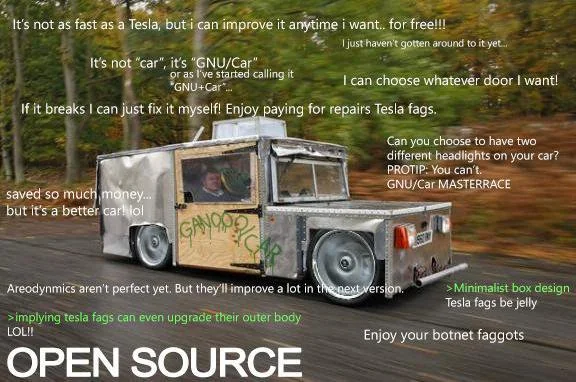 It's not as fast as a Tesla, but i can improve it anytime i want.. for free!!!
I just haven't gotten around to it yet...
It's not “car”, it's “GNU/Car”
or as I've started calling it
“GNU+Car”...
I can choose whatever door I want!
If it breaks I can just fix it myself! Enjoy paying for repairs Tesla fags.
Can you choose to have two
different headlights on your car?
PROTIP: You can't.
GNU/Car MASTERRACE
saved so much money...
but it's a better car! lol
Areodynmics aren't perfect yet. But they'll improve a lot in the next version.
>Minimalist box design
Tesla fags be jelly
>implying tesla fags can even upgrade their outer body
LOL!!
Enjoy your botnet faggots
OPEN SOURCE